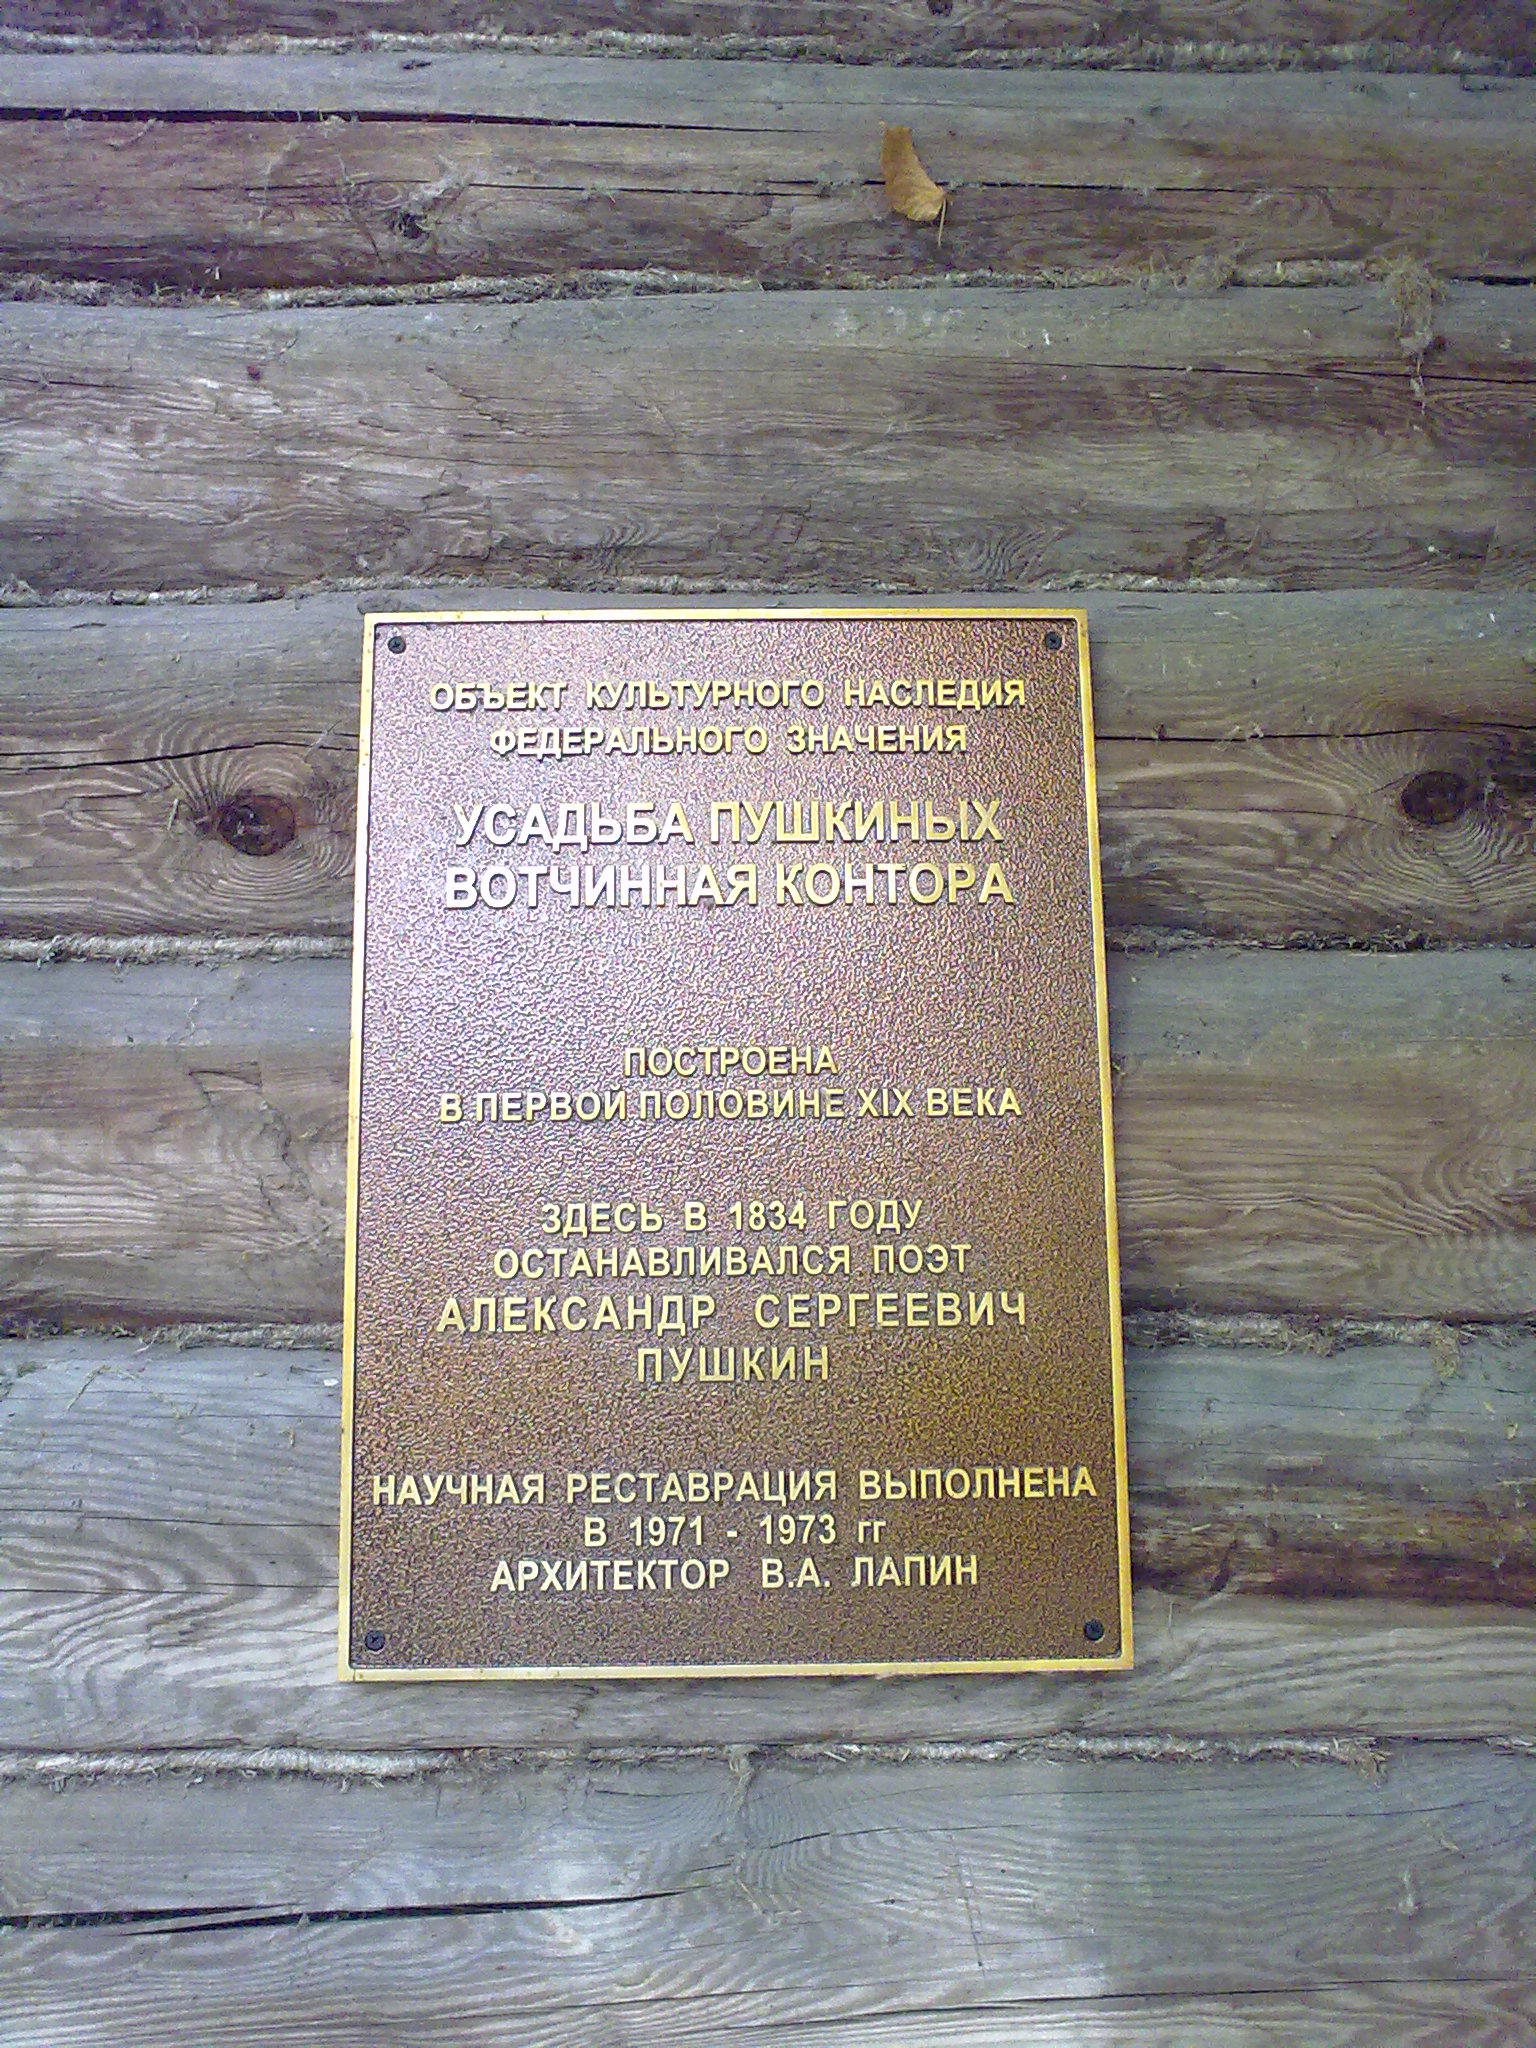 ОБЪЕКТ КУЛЬТУРНОГО НАСЛЕДИЯ
ФЕДЕРАЛЬНОГО ЗНАЧЕНИЯ
УСАДЬБА ПУШКИНЫХ
ВОТЧИННАЯ КОНТОРА
ПОСТРОЕНА
В ПЕРВОЙ ПОЛОВИНЕ XIX ВЕКА
ЗДЕСЬ В 1834 ГОДУ
ОСТАНАВЛИВАЛСЯ ПОЭТ
АЛЕКСАНДР СЕРГЕЕВИЧ
ПУШКИН
НАУЧНАЯ РЕСТАВРАЦИЯ ВЫПОЛНЕНА
В 1971 - 1973 гг
АРХИТЕКТОР В.А. ЛАПИН